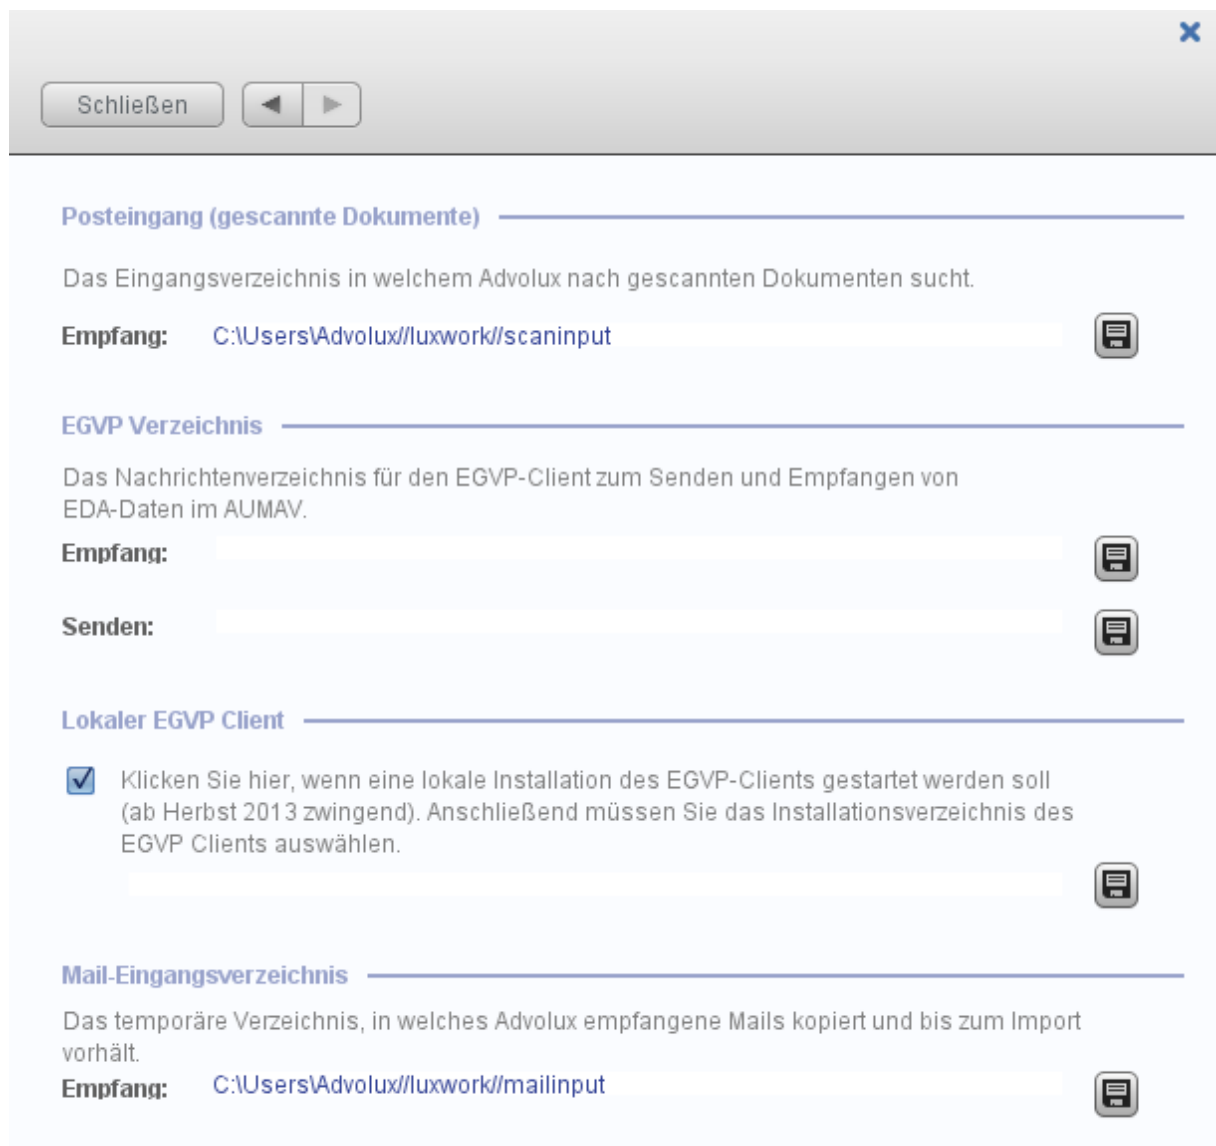 Schließen
Posteingang (gescannte Dokumente)
Das Eingangsverzeichnis in welchem Advolux nach gescannten Dokumenten sucht.
Empfang: C:\Users\Advolux//luxwork//scaninput
EGVP Verzeichnis
Das Nachrichtenverzeichnis für den EGVP-Client zum Senden und Empfangen von
EDA-Daten im AUMAV.
Empfang:
Senden:
Lokaler EGVP Client
Klicken Sie hier, wenn eine lokale Installation des EGVP-Clients gestartet werden soll
(ab Herbst 2013 zwingend). Anschließend müssen Sie das Installationsverzeichnis des
EGVP Clients auswählen.
Mail-Eingangsverzeichnis
Das temporäre Verzeichnis, in welches Advolux empfangene Mails kopiert und bis zum Import
vorhält.
Empfang: C:\Users\Advolux//luxwork//mailinput